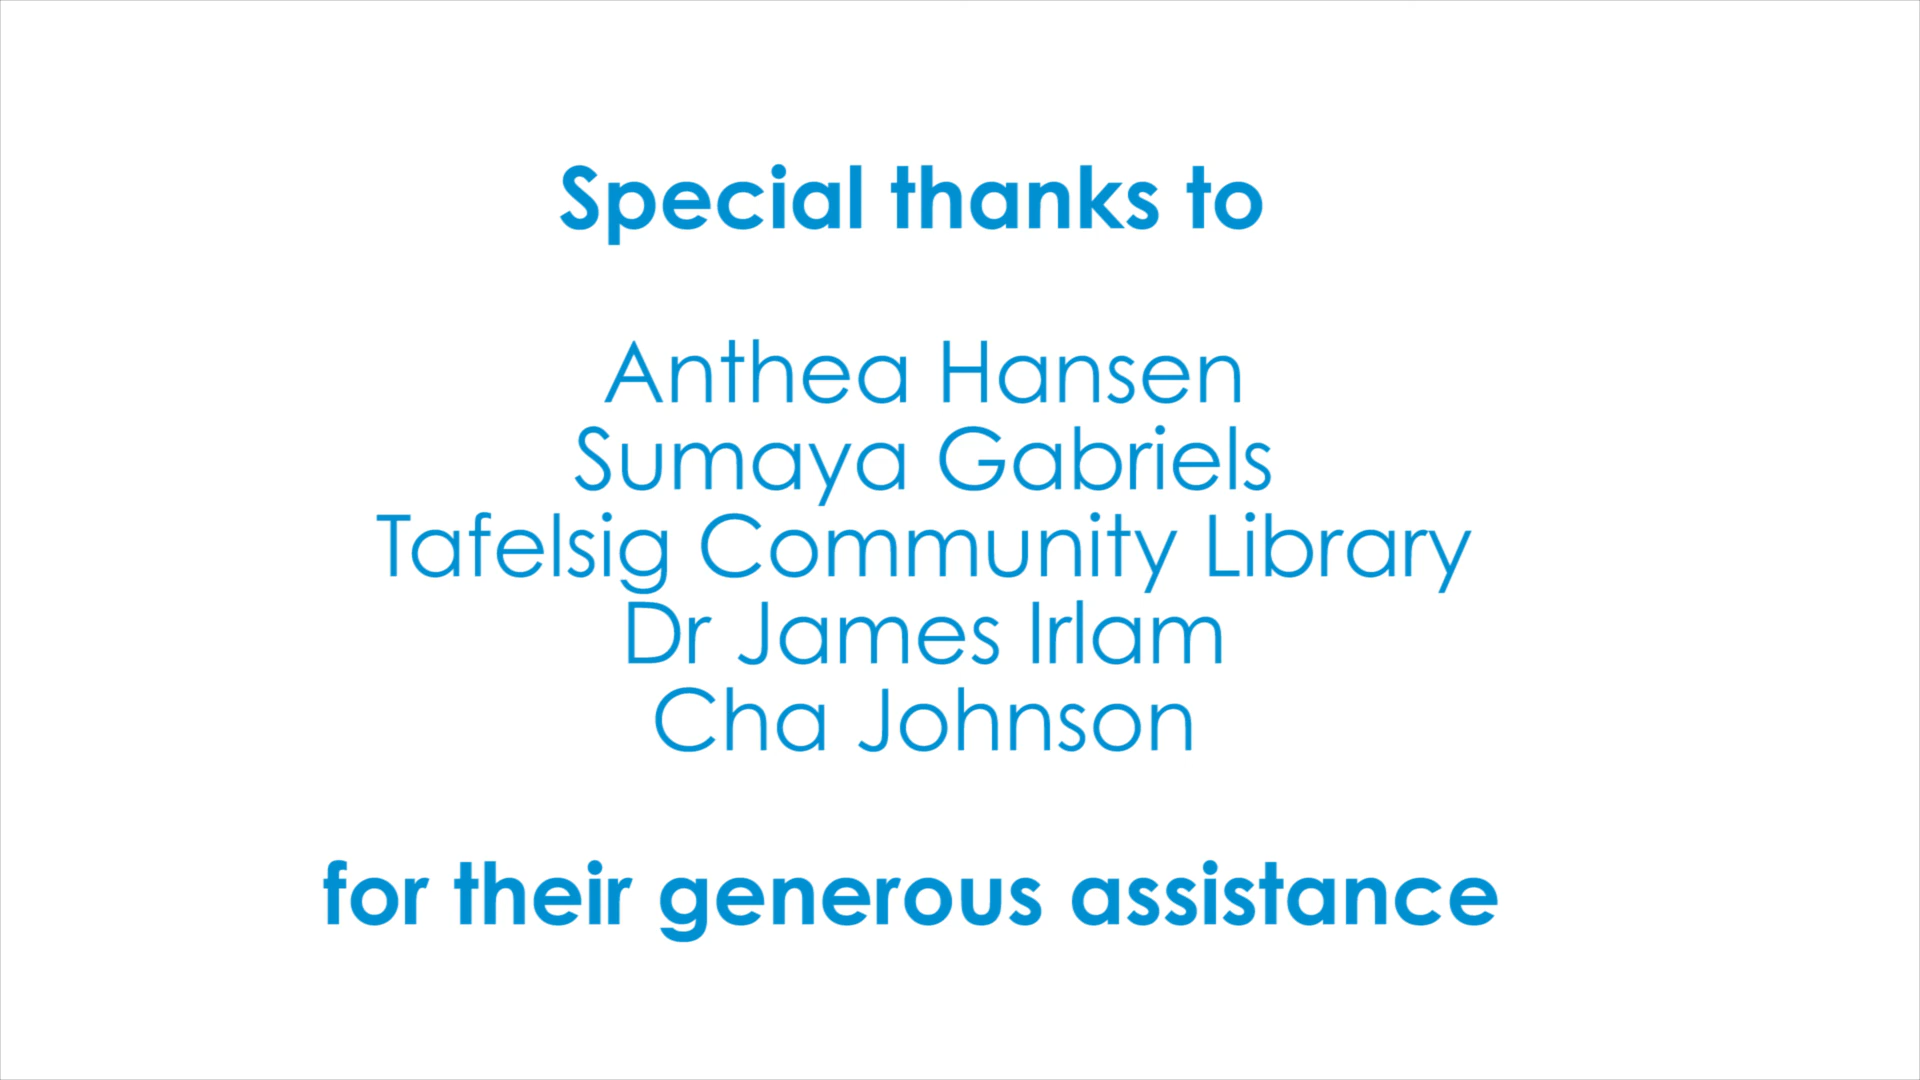 Special thanks to
Anthea Hansen
Sumaya Gabriels
Tafelsig Community Library
Dr James Irlam
Cha Johnson
for their generous assistance